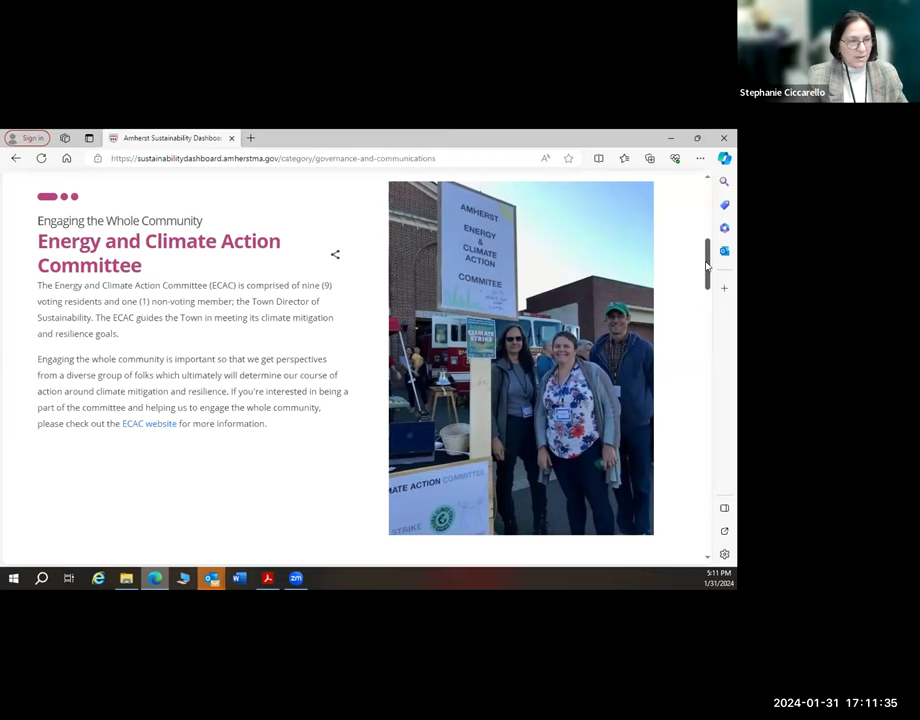 Stephanie Ciccarello
Sign in
Amherst Sustainability Dashboa
https://sustainabilitydashboard.amherstma.gov/category/governance-and-communications
Engaging the Whole Community
Energy and Climate Action
Committee
The Energy and Climate Action Committee (ECAC) is comprised of nine (9)
voting residents and one (1) non-voting member; the Town Director of
Sustainability. The ECAC guides the Town in meeting its climate mitigation
and resilience goals.
Engaging the whole community is important so that we get perspectives
from a diverse group of folks which ultimately will determine our course of
action around climate mitigation and resilience. If you're interested in being a
part of the committee and helping us to engage the whole community,
please check out the ECAC website for more information.
AMHERST
ENERGY
&
CLIMATE
ACTION
COMMITEE
CLIMATE
STRIKE
MATE ACTION COMMITTEE
STRIKE
zm
5:11 PM
1/31/2024
2024-01-31 17:11:35